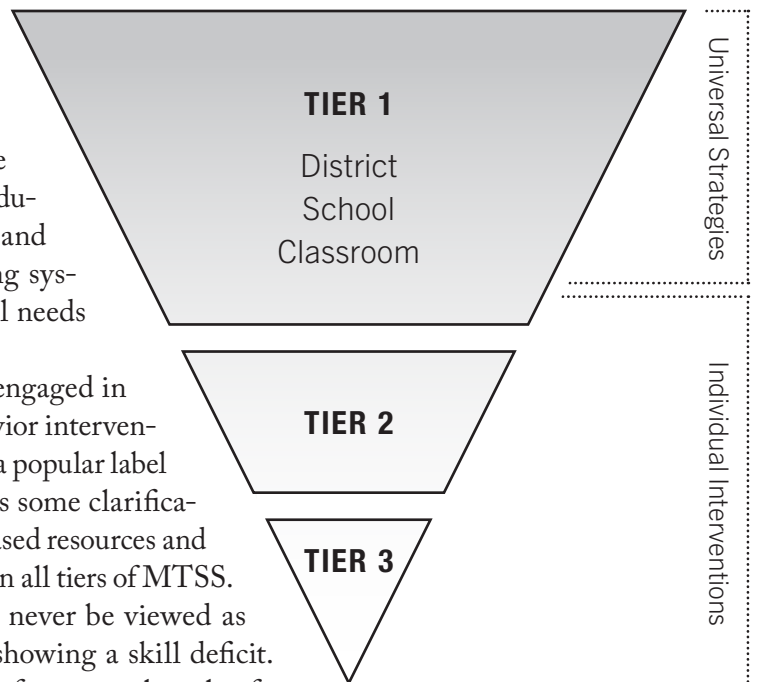 TIER 1
District
School
Classroom
Universal Strategies
TIER 2
TIER 3
Individual Interventions
du-
and
g sys-
l needs
engaged in
vior interven-
a popular label
s some clarifica-
sed resources and
n all tiers of MTSS.
never be viewed as
showing a skill deficit.